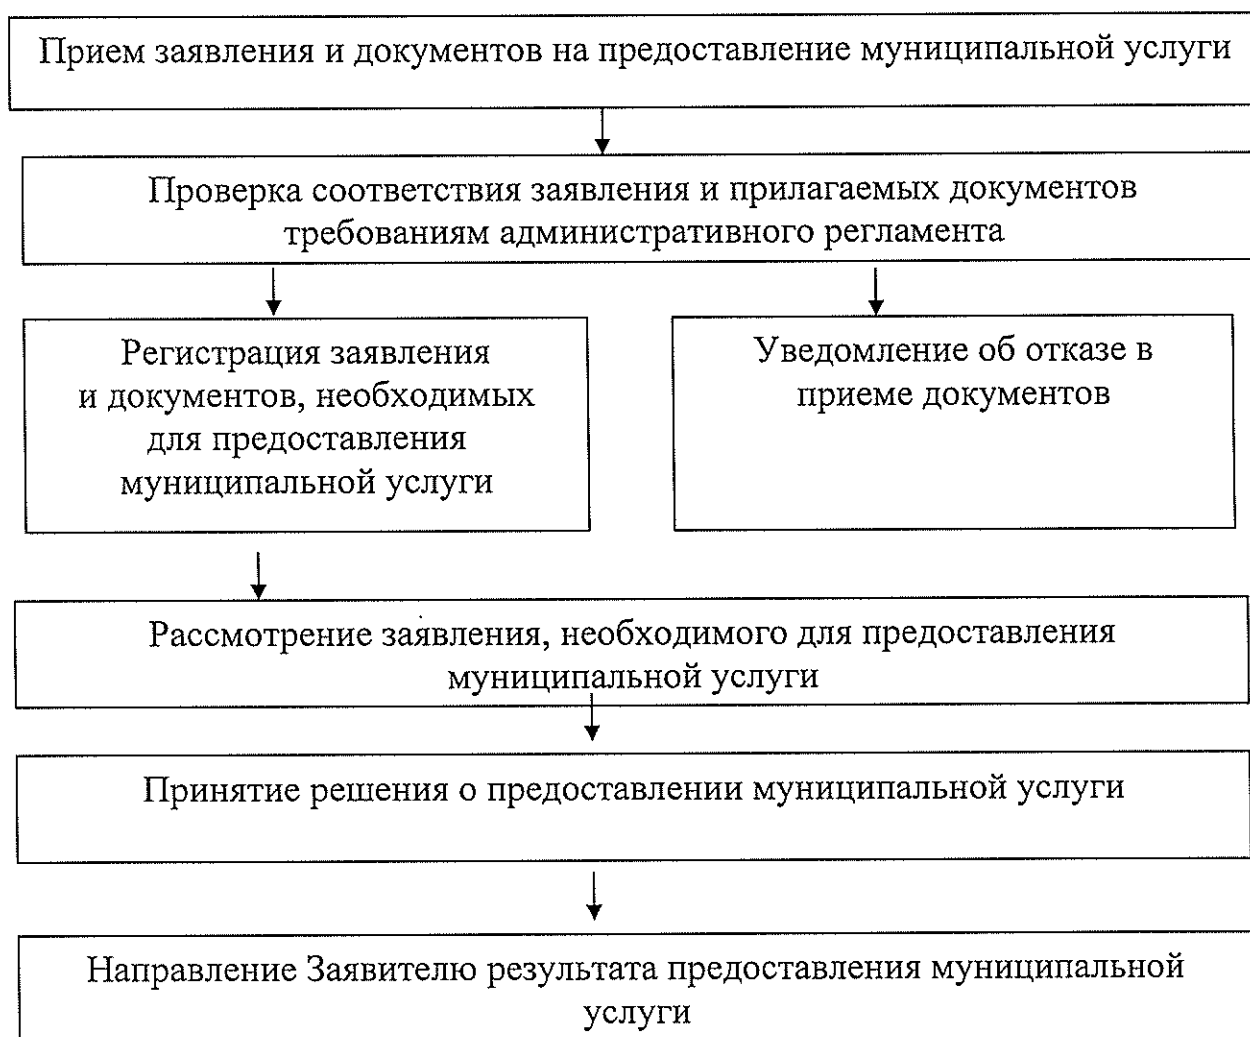 Прием заявления и документов на предоставление муниципальной услуги
Проверка соответствия заявления и прилагаемых документов
требованиям административного регламента
Регистрация заявления
и документов, необходимых
для предоставления
муниципальной услуги
Уведомление об отказе в
приеме документов
Рассмотрение заявления, необходимого для предоставления
муниципальной услуги
Принятие решения о предоставлении муниципальной услуги
Направление Заявителю результата предоставления муниципальной
услуги